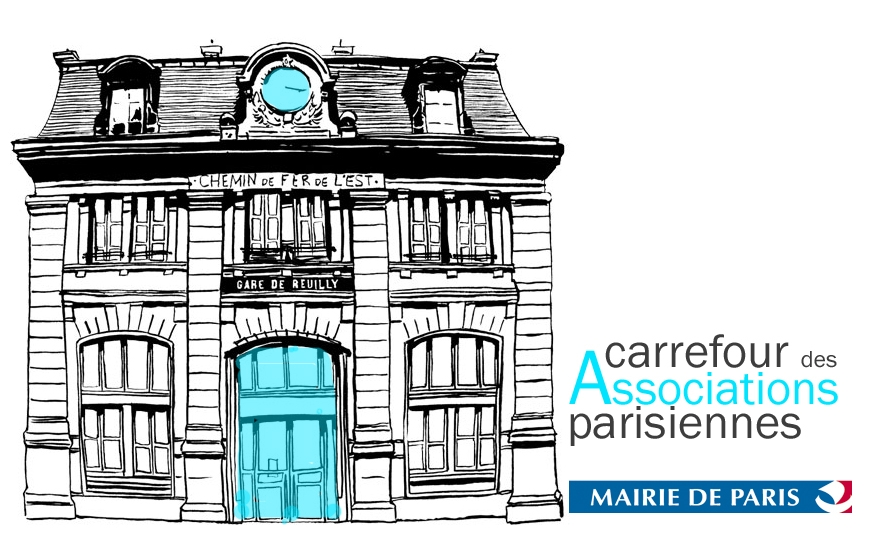 · CHEMIN DE FER DE L'EST ·
GARE DE REUILLY
carrefour des
Associations
parisiennes
MAIRIE DE PARIS